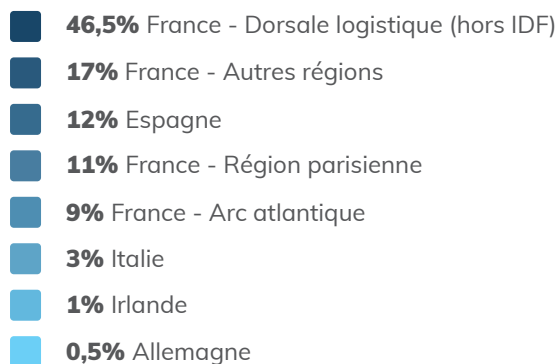 46,5% France - Dorsale logistique (hors IDF)
17% France - Autres régions
12% Espagne
11% France - Région parisienne
9% France - Arc atlantique
3% Italie
1% Irlande
0,5% Allemagne